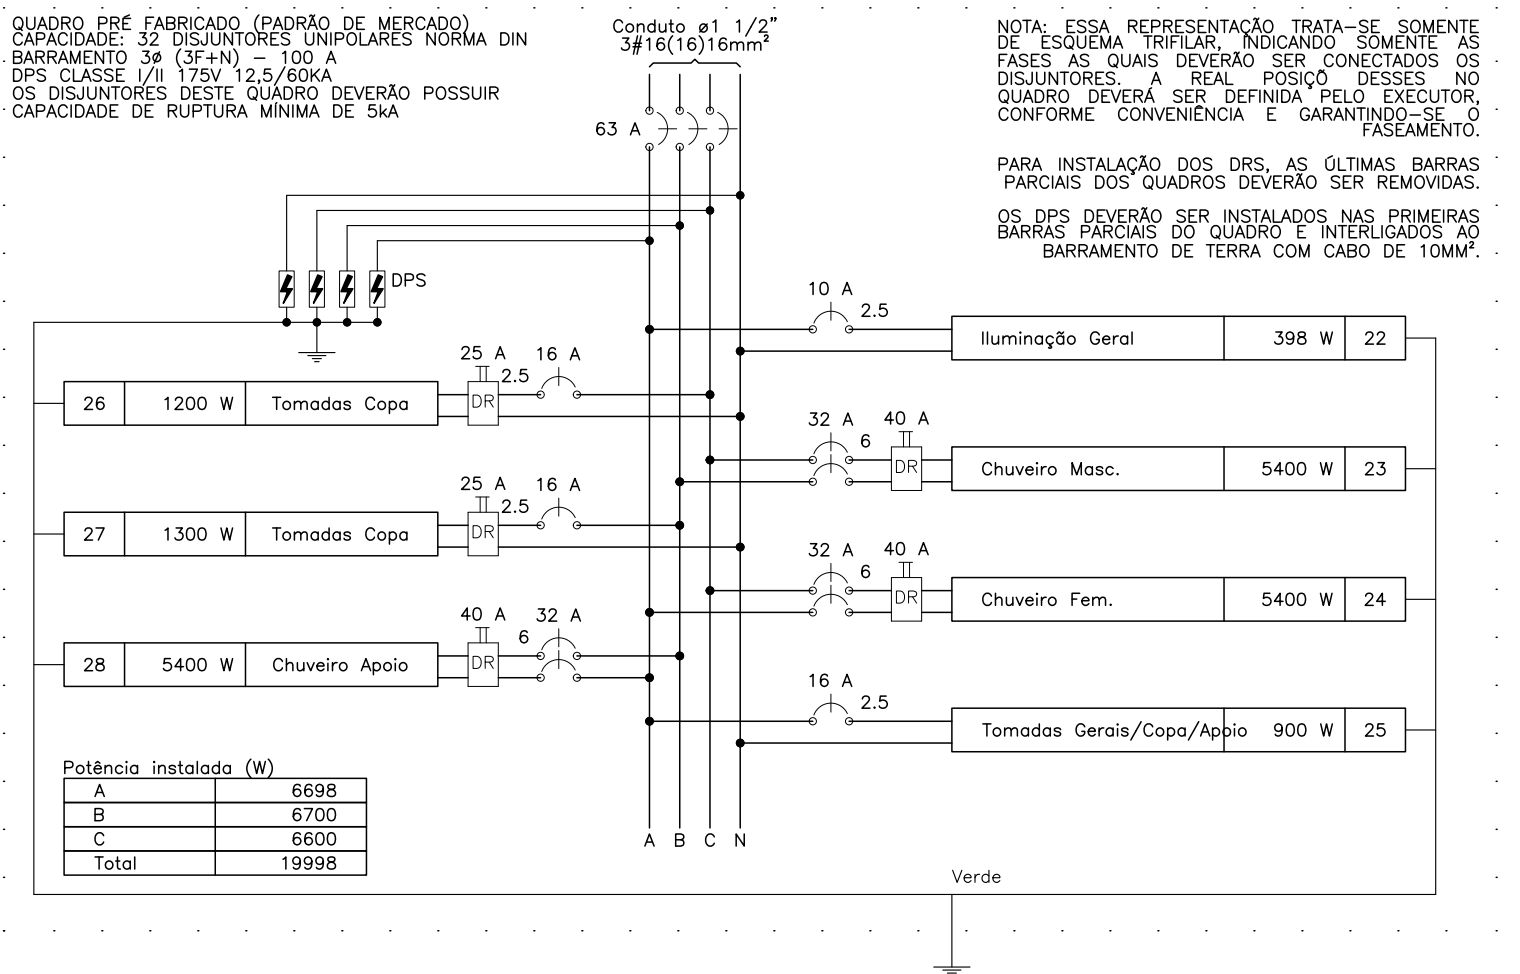 QUADRO PRÉ FABRICADO (PADRÃO DE MERCADO)
CAPACIDADE: 32 DISJUNTORES UNIPOLARES NORMA DIN
BARRAMENTO 3ø (3F+N) – 100 A
DPS CLASSE I/II 175V 12,5/60KA
OS DISJUNTORES DESTE QUADRO DEVERÃO POSSUIR
CAPACIDADE DE RUPTURA MÍNIMA DE 5kA
Conduto ø1 1/2"
3#16(16)16mm²
63 A
NOTA: ESSA REPRESENTAÇÃO TRATA–SE SOMENTE
DE ESQUEMA TRIFILAR, INDICANDO SOMENTE AS
FASES AS QUAIS DEVERÃO SER CONECTADOS OS
DISJUNTORES. A REAL POSIÇÕ DESSES NO
QUADRO DEVERÁ SER DEFINIDA PELO EXECUTOR,
CONFORME CONVENIÊNCIA E GARANTINDO–SE O
FASEAMENTO.
PARA INSTALAÇÃO DOS DRS, AS ÚLTIMAS BARRAS
PARCIAIS DOS QUADROS DEVERÃO SER REMOVIDAS.
OS DPS DEVERÃO SER INSTALADOS NAS PRIMEIRAS
BARRAS PARCIAIS DO QUADRO E INTERLIGADOS AO
BARRAMENTO DE TERRA COM CABO DE 10MM².
DPS
10 A
2.5
Iluminação Geral 398 W 22
25 A 16 A
2.5
26 1200 W Tomadas Copa DR
32 A 40 A
6
DR Chuveiro Masc. 5400 W 23
25 A 16 A
2.5
27 1300 W Tomadas Copa DR
32 A 40 A
6
DR Chuveiro Fem. 5400 W 24
40 A 32 A
6
28 5400 W Chuveiro Apoio DR
16 A
2.5
Tomadas Gerais/Copa/Apoio 900 W 25
Potência instalada (W)
A 6698
B 6700
C 6600
Total 19998
A B C N
Verde